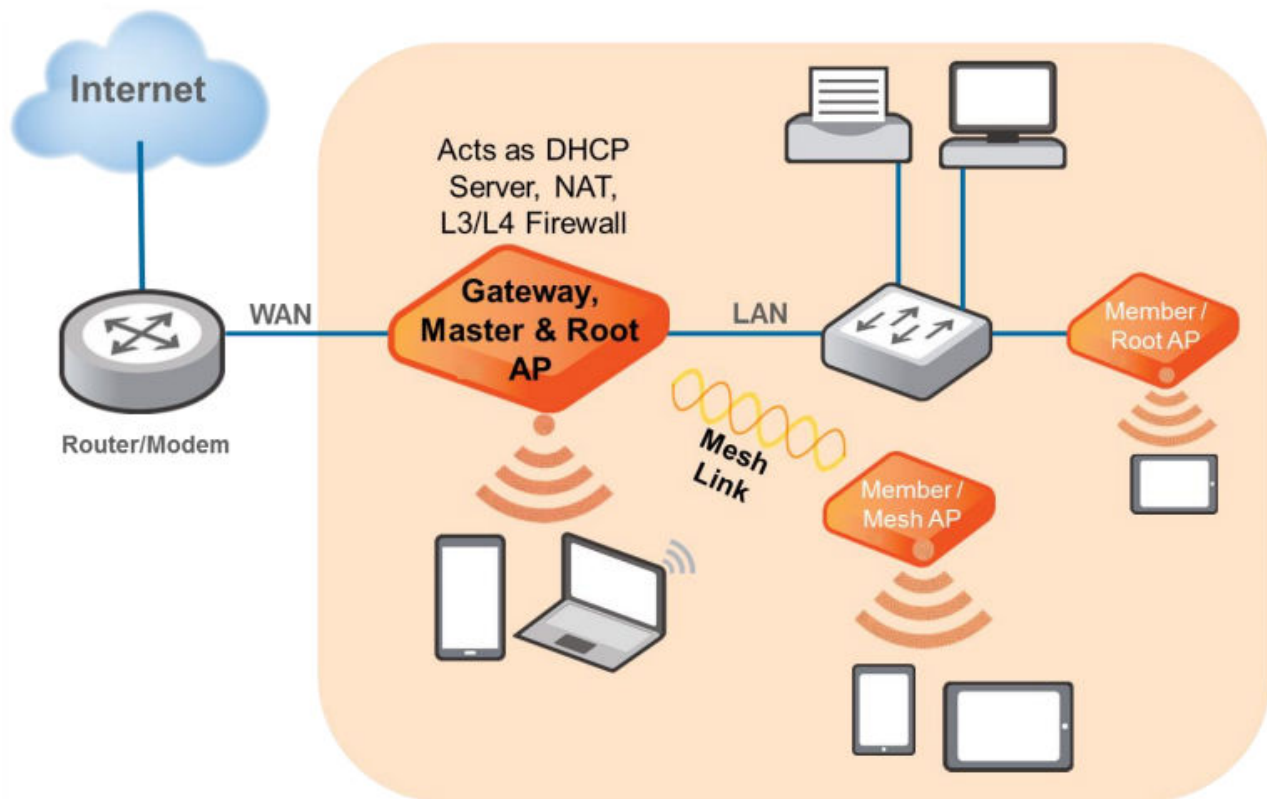 Internet
Acts as DHCP
Server, NAT,
L3/L4 Firewall
Gateway,
Master & Root
AP
WAN
LAN
Member /
Root AP
Router/Modem
Mesh
Link
Member /
Mesh AP